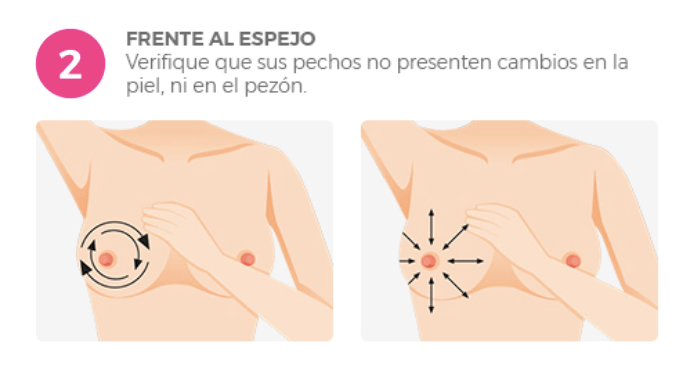 2
FRENTE AL ESPEJO
Verifique que sus pechos no presenten cambios en la
piel, ni en el pezón.